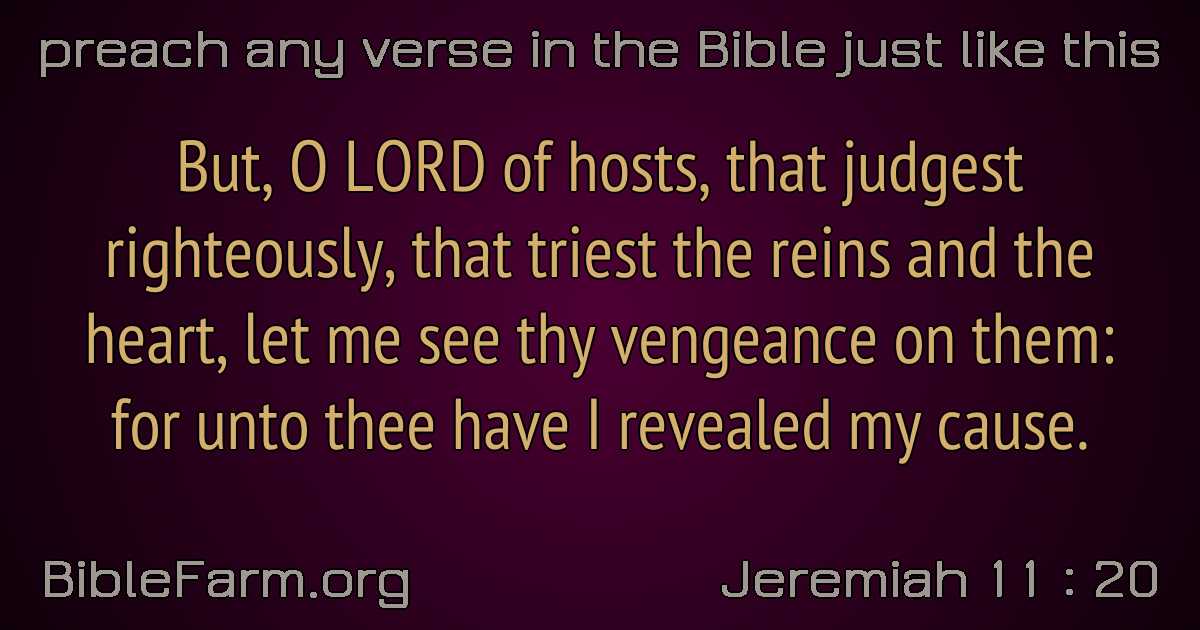 preach any verse in the Bible just like this
But, O LORD of hosts, that judgest
righteously, that triest the reins and the
heart, let me see thy vengeance on them:
for unto thee have I revealed my cause.
BibleFarm.org
Jeremiah 11 : 20